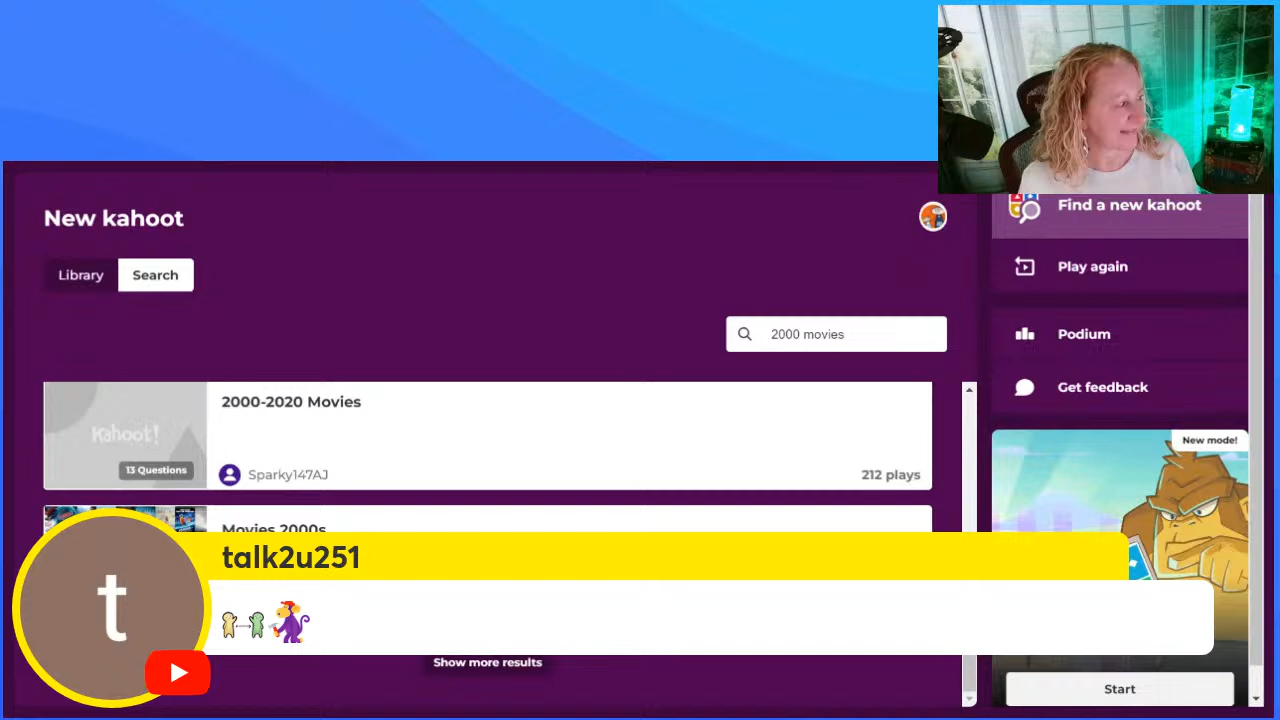 New kahoot
Library
Search
2000 movies
2000-2020 Movies
Kahoot!
13 Questions
Sparky147AJ
212 plays
Movies 2000s
Show more results
Find a new kahoot
Play again
Podium
Get feedback
New mode!
Start
t
talk2u251